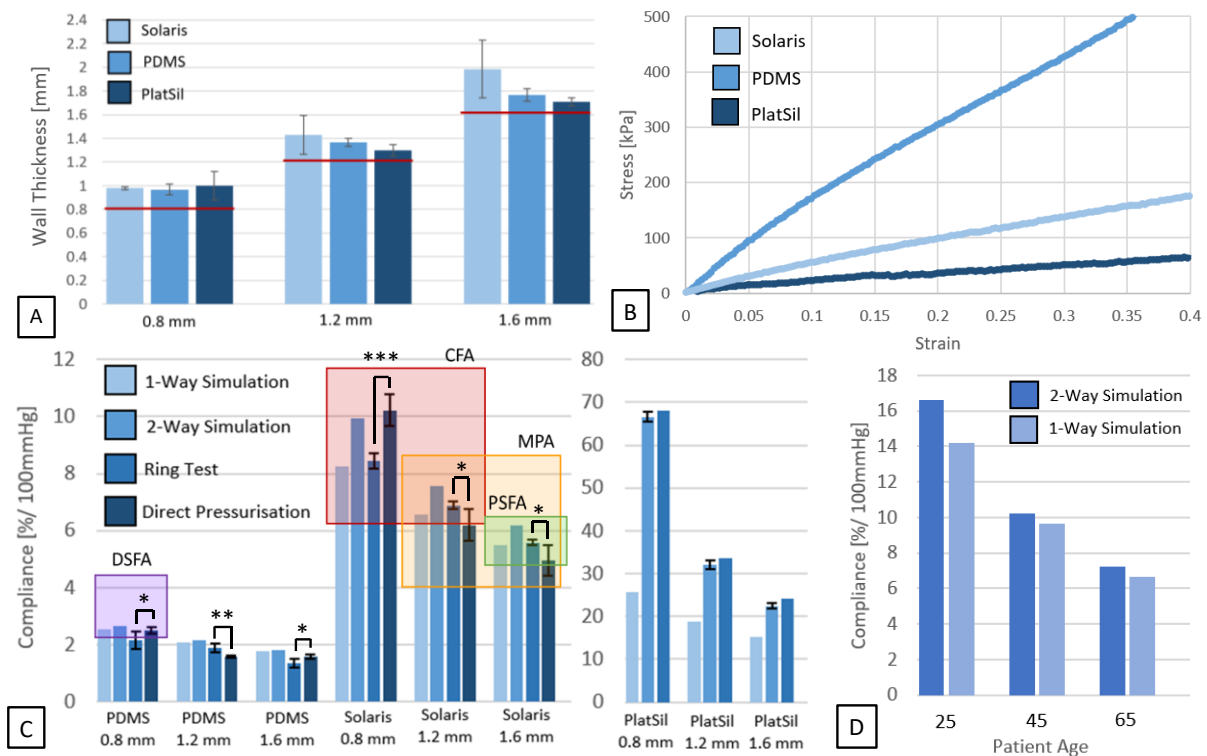 2.4
2.2
2
1.8
1.6
1.4
1.2
1
0.8
0.6
0.4
0.2
0
Wall Thickness [mm]
Solaris
PDMS
PlatSil
0.8 mm
1.2 mm
1.6 mm
A
500
400
300
200
100
0
Stress [kPa]
Solaris
PDMS
PlatSil
0
0.05
0.1
0.15
0.2
0.25
0.3
0.35
0.4
Strain
B
12
10
8
6
4
2
0
Compliance [%/ 100mmHg]
1-Way Simulation
2-Way Simulation
Ring Test
Direct Pressurisation
DSFA
*
**
*
***
CFA
MPA
*
PSFA
*
PDMS
0.8 mm
PDMS
1.2 mm
PDMS
1.6 mm
Solaris
0.8 mm
Solaris
1.2 mm
Solaris
1.6 mm
C
80
70
60
50
40
30
20
10
0
PlatSil
0.8 mm
PlatSil
1.2 mm
PlatSil
1.6 mm
18
16
14
12
10
8
6
4
2
0
Compliance [%/ 100mmHg]
2-Way Simulation
1-Way Simulation
25
45
65
Patient Age
D